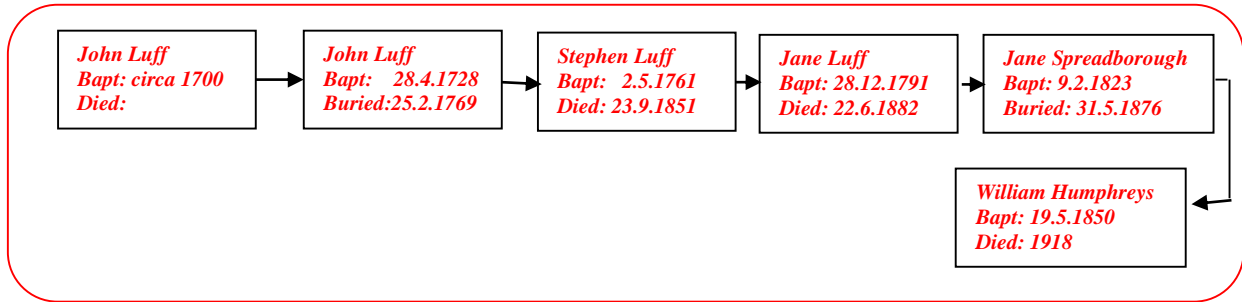 John Luff
Bapt: circa 1700
Died:
John Luff
Bapt: 28.4.1728
Buried:25.2.1769
Stephen Luff
Bapt: 2.5.1761
Died: 23.9.1851
Jane Luff
Bapt: 28.12.1791
Died: 22.6.1882
Jane Spreadborough
Bapt: 9.2.1823
Buried: 31.5.1876
William Humphreys
Bapt: 19.5.1850
Died: 1918